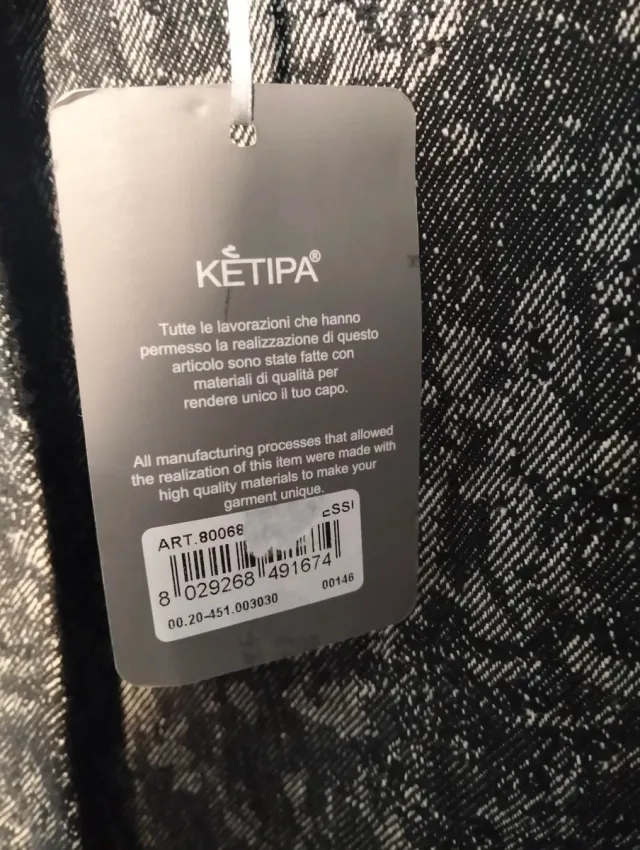 KETIPA®
Tutte le lavorazioni che hanno
permesso la realizzazione di questo
articolo sono state fatte con
materiali di qualità per
rendere unico il tuo capo.
All manufacturing processes that allowed
the realization of this item were made with
high quality materials to make your
garment unique.
ART.80068
8 029268 491674
00.20-451.003030 00146